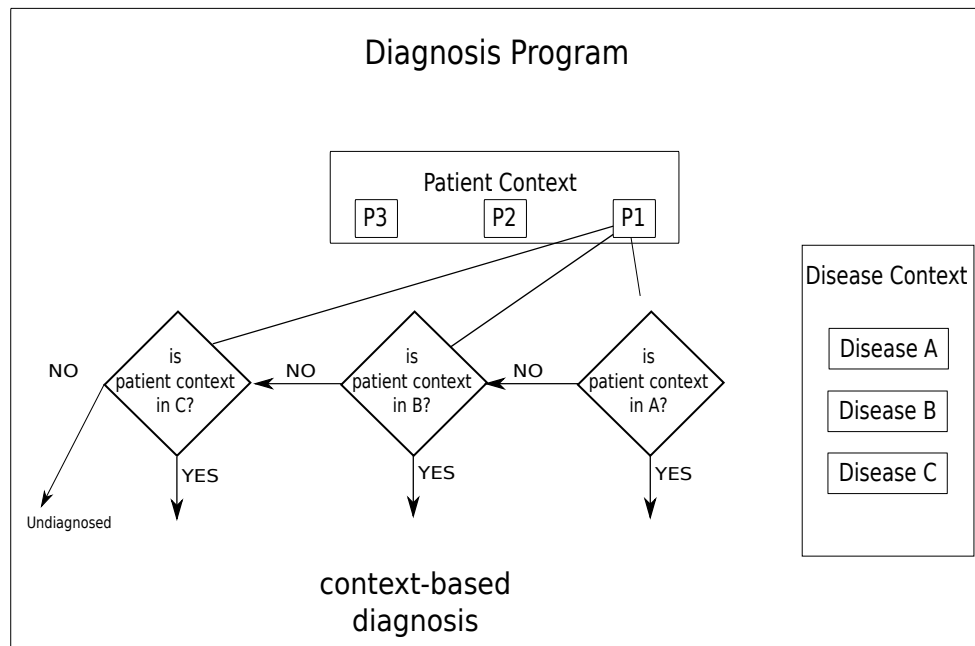 Diagnosis Program
Patient Context
P3
P2
P1
Disease Context
Disease A
Disease B
Disease C
is
patient context
in C?
is
patient context
in B?
is
patient context
in A?
NO
NO
NO
YES
YES
YES
Undiagnosed
context-based
diagnosis